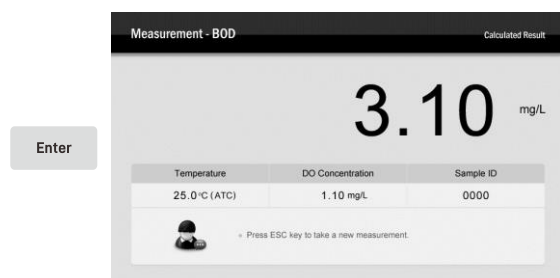 Measurement - BOD
Calculated Result
3.10 mg/L
Enter
Temperature DO Concentration Sample ID
25.0 ºC (ATC) 1.10 mg/L 0000
Press ESC key to take a new measurement.